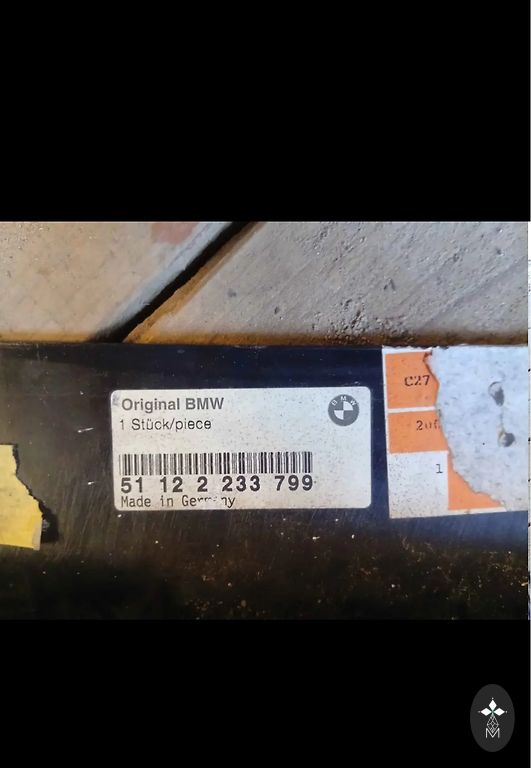 Original BMW
BMW
1 Stück/piece
51 12 2 233 799
Made in Germany
C27
1
M